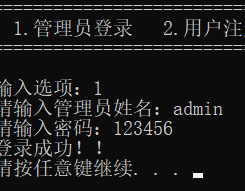 1.管理员登录 2.用户注
输入选项：1
请输入管理员姓名：admin
请输入密码：123456
登录成功！！
请按任意键继续. . .